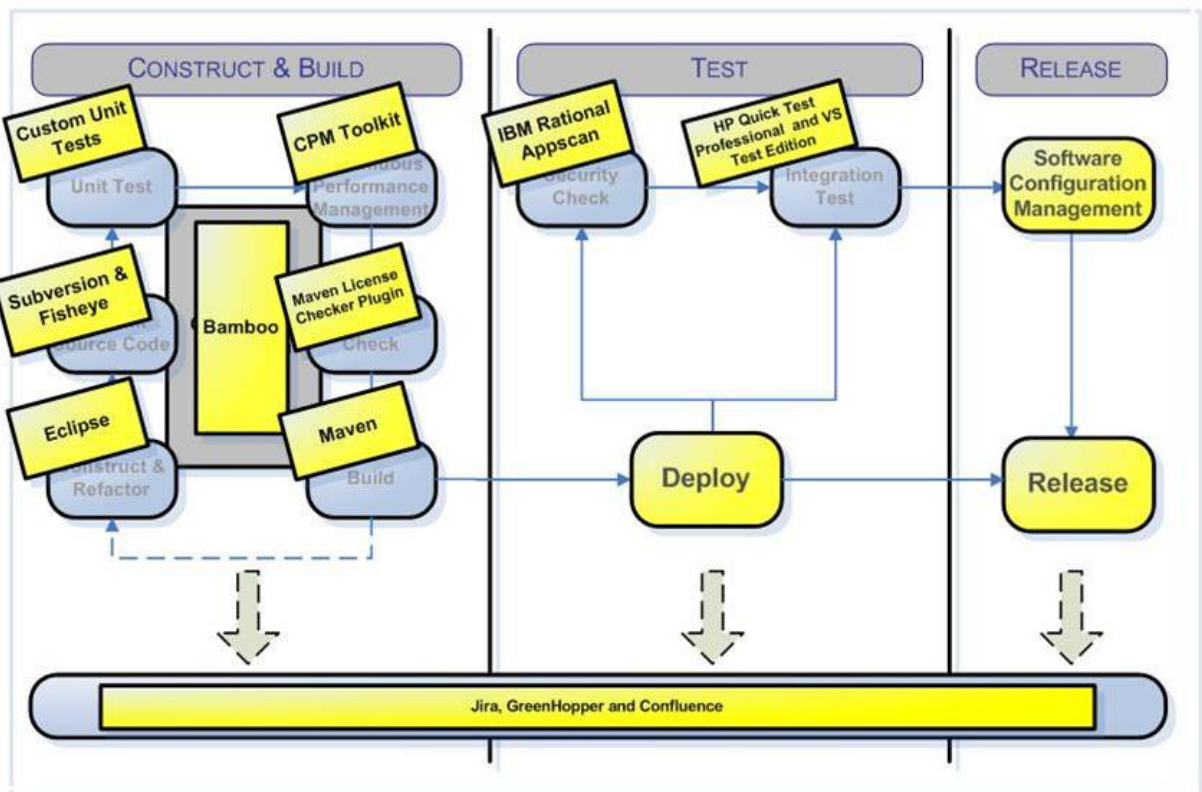 CONSTRUCT & BUILD
TEST
RELEASE
Custom Unit
Tests
Unit Test
CPM Toolkit
Performance
Management
IBM Rational
Appscan
Security
Check
HP Quick Test
Professional and VS
Test Edition
Integration
Test
Software
Configuration
Management
Subversion &
Fisheye
Source Code
Bamboo
Maven License
Checker Plugin
Check
Eclipse
Construct &
Refactor
Maven
Build
Deploy
Release
Jira, GreenHopper and Confluence